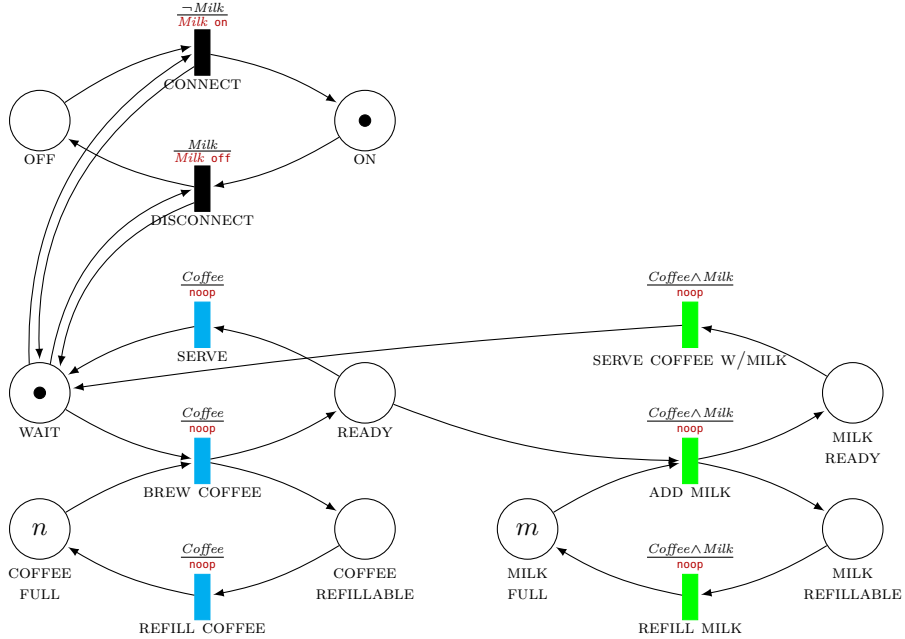 ¬Milk
Milk on
CONNECT
OFF
ON
Milk
Milk off
DISCONNECT
Coffee
noop
SERVE
Coffee∧Milk
noop
SERVE COFFEE W/MILK
WAIT
READY
Coffee
noop
BREW COFFEE
Coffee∧Milk
noop
ADD MILK
MILK
READY
n
COFFEE
FULL
COFFEE
REFILLABLE
m
MILK
FULL
MILK
REFILLABLE
Coffee
noop
REFILL COFFEE
Coffee∧Milk
noop
REFILL MILK